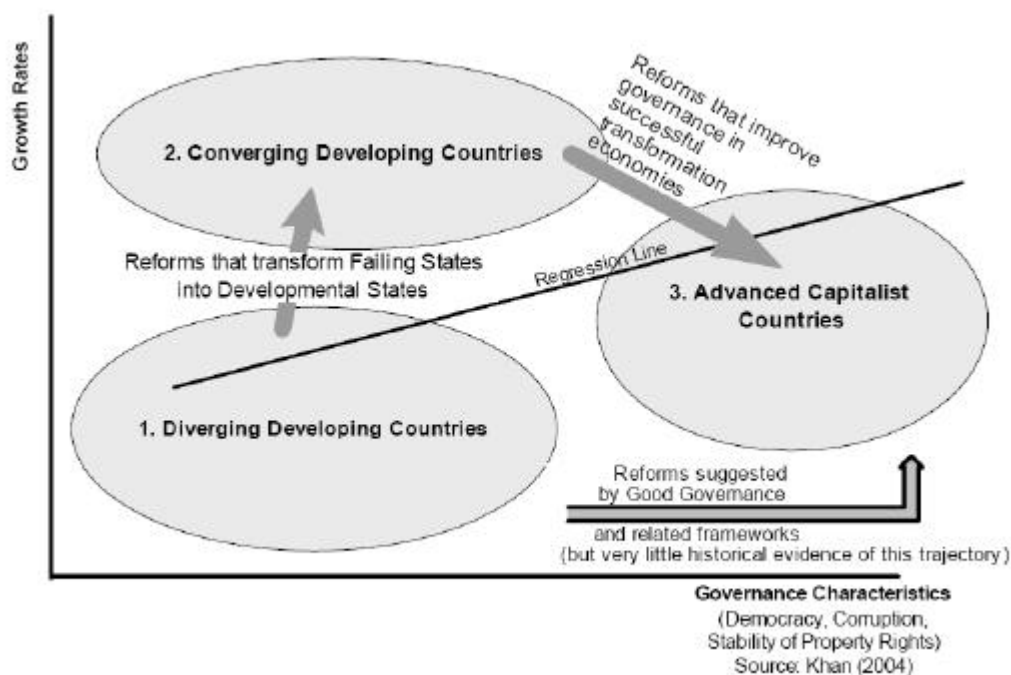 Growth Rates
2. Converging Developing Countries
Reforms that improve
governance in
successful
transformation
economies
Reforms that transform Failing States
into Developmental States
Regression Line
3. Advanced Capitalist
Countries
1. Diverging Developing Countries
Reforms suggested
by Good Governance
and related frameworks
(but very little historical evidence of this trajectory)
Governance Characteristics
(Democracy, Corruption,
Stability of Property Rights)
Source: Khan (2004)